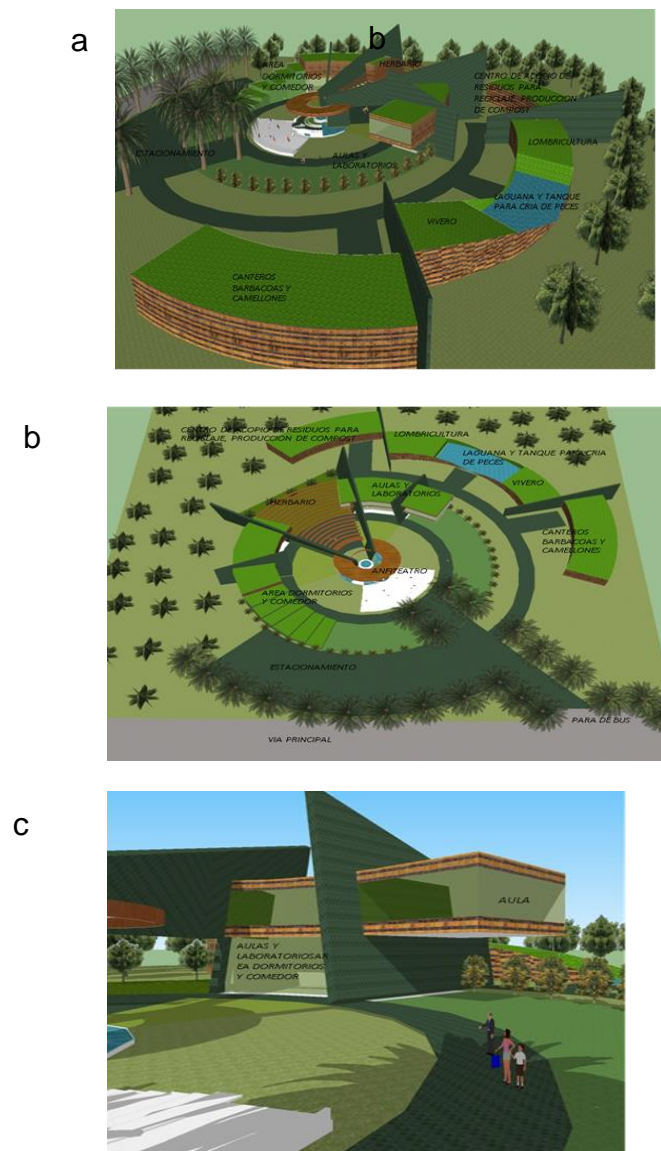 a
b
AREA
DORMITORIOS
Y COMEDOR
HERBARIO
CENTRO DE ACOPIO DE
RESIDUOS PARA
RECICLAJE, PRODUCCION
DE COMPOST
ESTACIONAMIENTO
AULAS Y
LABORATORIOS
LOMBRICULTURA
LAGUANA Y TANQUE
PARA CRIA DE PECES
VIVERO
CANTEROS
BARBACOAS Y
CAMELLONES
b
CENTRO DE ACOPIO DE RESIDUOS PARA
RECICLAJE, PRODUCCION DE COMPOST
LOMBRICULTURA
LAGUANA Y TANQUE PARA CRIA
DE PECES
AULAS Y
LABORATORIOS
VIVERO
HERBARIO
CANTEROS
BARBACOAS Y
CAMELLONES
ANFITEATRO
AREA DORMITORIOS
Y COMEDOR
ESTACIONAMIENTO
PARA DE BUS
VIA PRINCIPAL
c
AULA
AULAS Y
LABORATORIOSAR
EA DORMITORIOS
Y COMEDOR